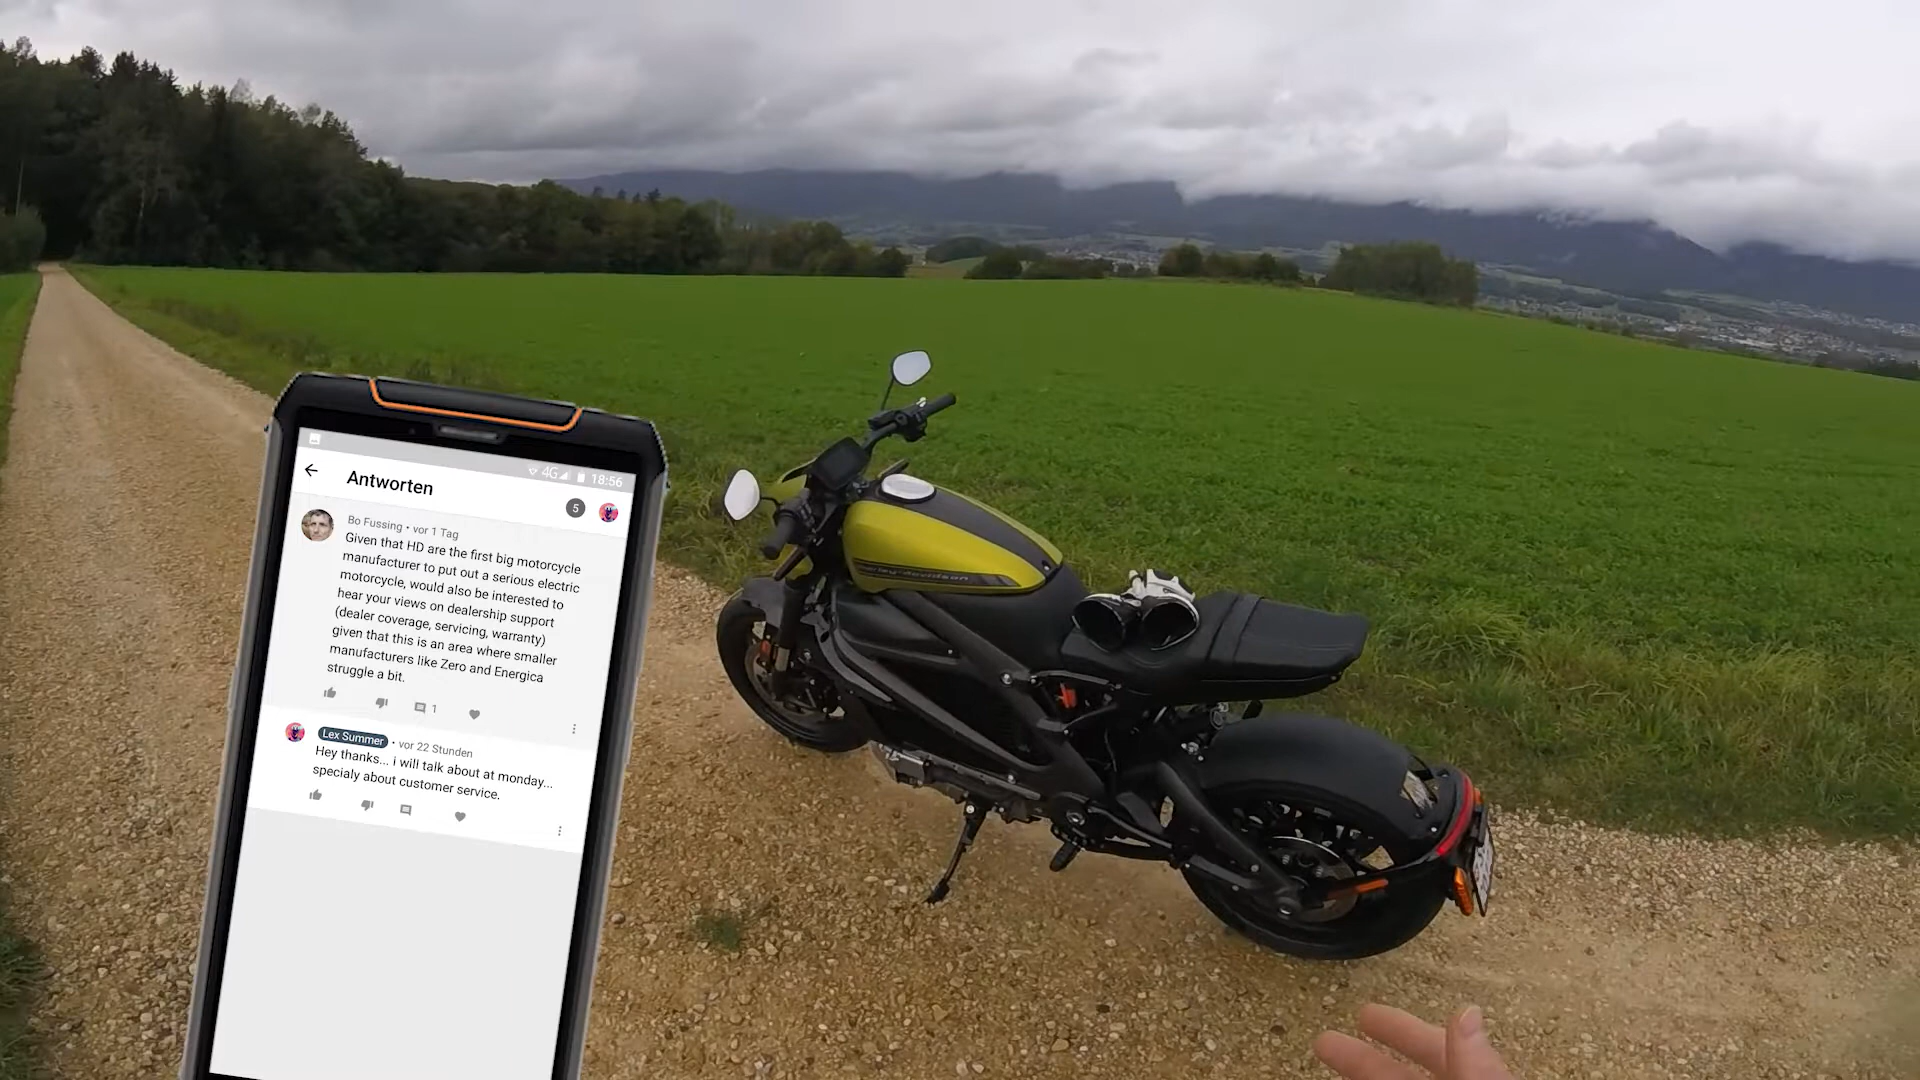 4G 18:56
Antworten
5
Bo Fussing • vor 1 Tag
Given that HD are the first big motorcycle
manufacturer to put out a serious electric
motorcycle, would also be interested to
hear your views on dealership support
(dealer coverage, servicing, warranty)
given that this is an area where smaller
manufacturers like Zero and Energica
struggle a bit.
1
Lex Summer • vor 22 Stunden
Hey thanks... i will talk about at monday...
specialy about customer service.
Harley-Davidson